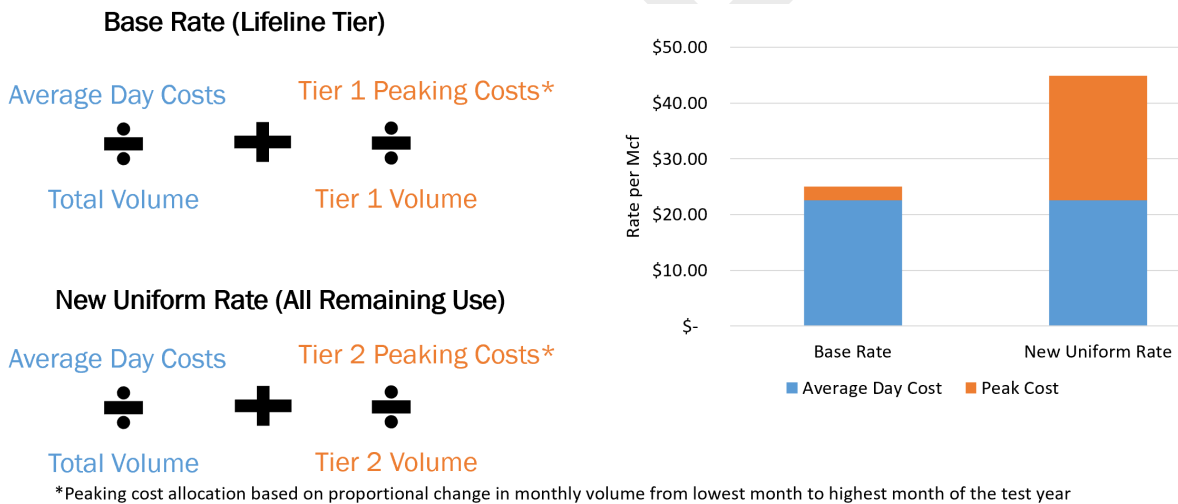 Base Rate (Lifeline Tier)
Average Day Costs
÷
Total Volume
+
Tier 1 Peaking Costs*
÷
Tier 1 Volume
New Uniform Rate (All Remaining Use)
Average Day Costs
÷
Total Volume
+
Tier 2 Peaking Costs*
÷
Tier 2 Volume
Rate per Mcf
$50.00
$40.00
$30.00
$20.00
$10.00
$-
Base Rate
New Uniform Rate
Average Day Cost
Peak Cost
*Peaking cost allocation based on proportional change in monthly volume from lowest month to highest month of the test year